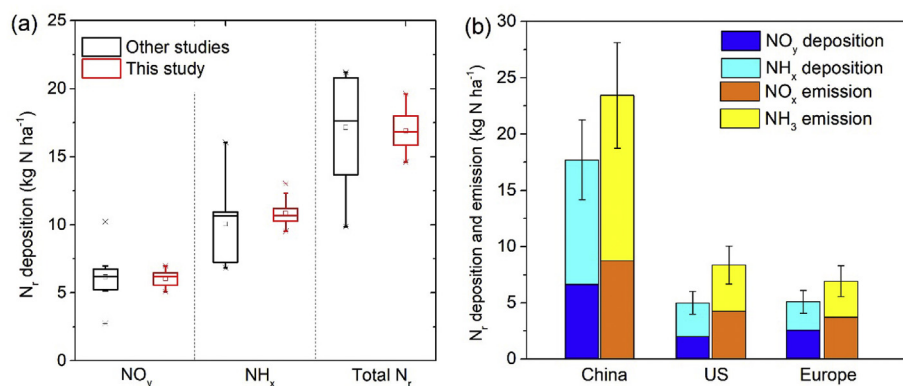 (a)
Other studies
This study
Nr deposition (kg N ha-1)
25
20
15
10
5
0
NOy
NHx
Total Nr
(b)
NOy deposition
NHx deposition
NOx emission
NH3 emission
Nr deposition and emission (kg N ha-1)
30
25
20
15
10
5
0
China
US
Europe